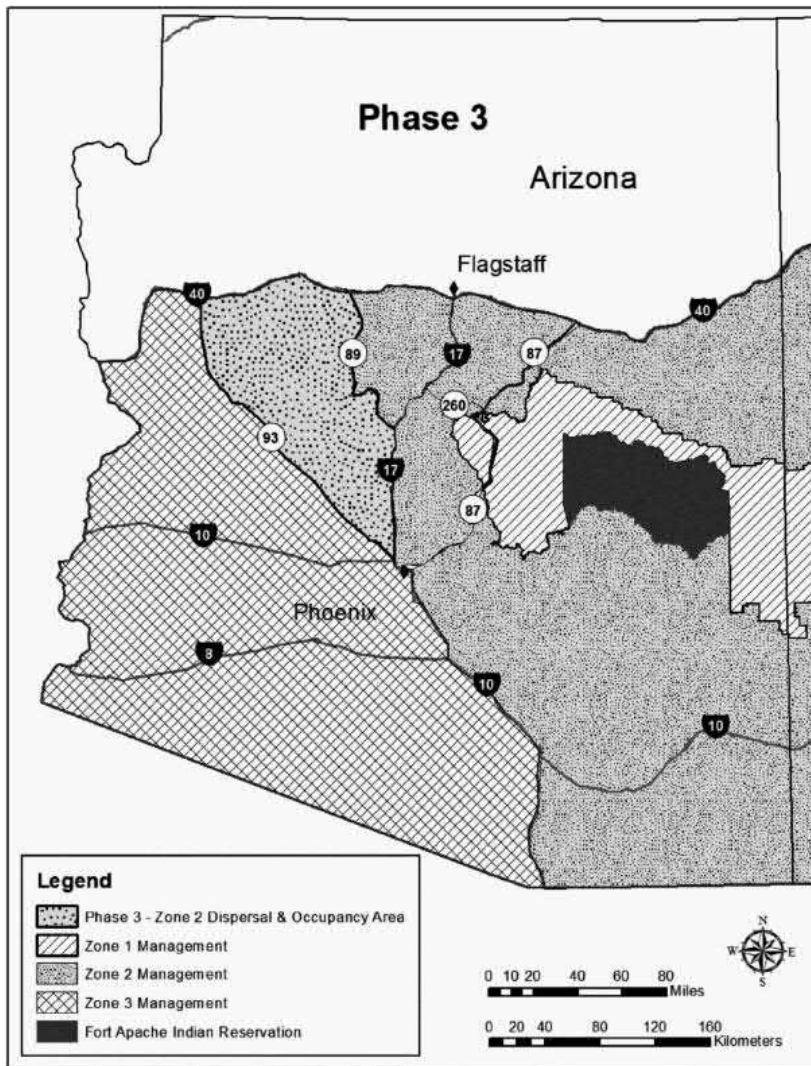 Phase 3
Arizona
Flagstaff
40
40
89
17
87
260
93
17
87
10
Phoenix
8
10
10
Legend
Phase 3 - Zone 2 Dispersal & Occupancy Area
Zone 1 Management
Zone 2 Management
Zone 3 Management
Fort Apache Indian Reservation
N
W E
S
0 10 20 40 60 80
Miles
0 20 40 80 120 160
Kilometers